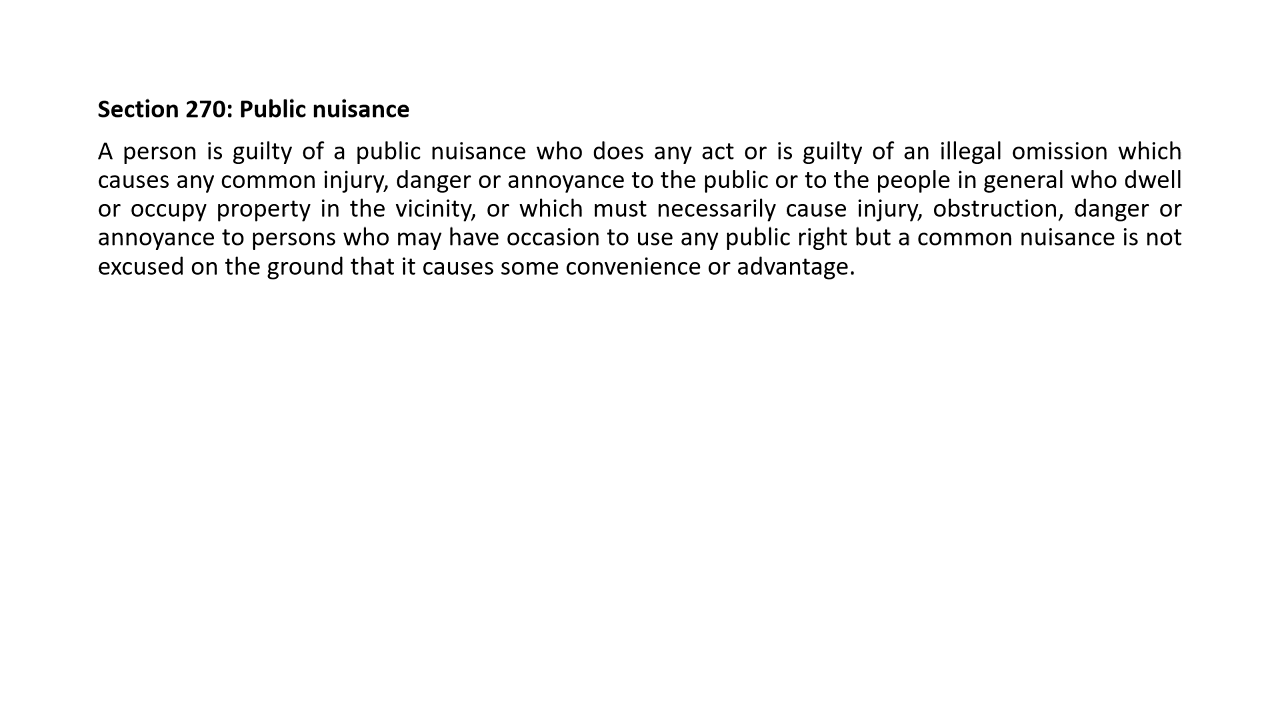 Section 270: Public nuisance
A person is guilty of a public nuisance who does any act or is guilty of an illegal omission which
causes any common injury, danger or annoyance to the public or to the people in general who dwell
or occupy property in the vicinity, or which must necessarily cause injury, obstruction, danger or
annoyance to persons who may have occasion to use any public right but a common nuisance is not
excused on the ground that it causes some convenience or advantage.